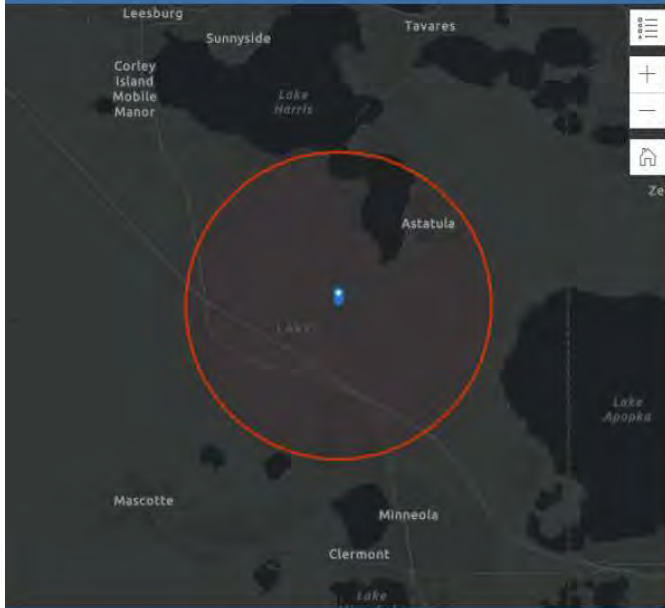 Leesburg
Tavares
Sunnyside
Corley
Island
Mobile
Manor
Lake
Harris
Ze
Astatula
LAKE
Lake
Apopka
Mascotte
Minneola
Clermont
Lake